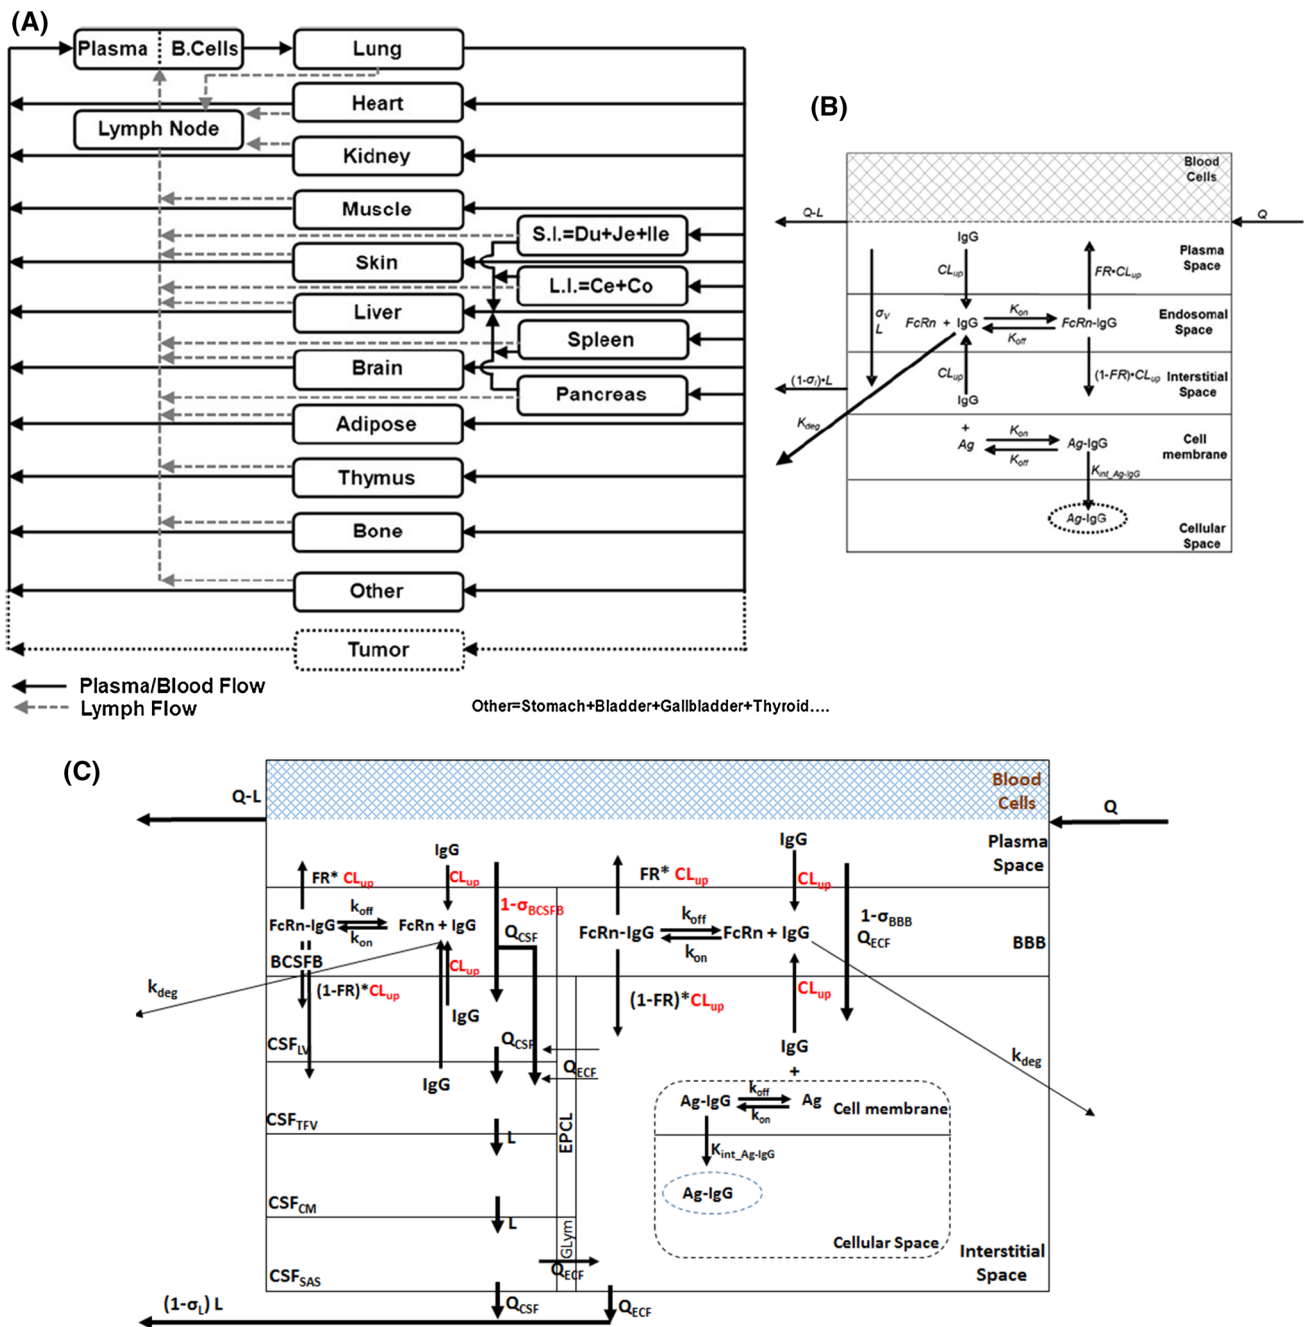 (A)
Plasma
B.Cells
Lung
Heart
Lymph Node
Kidney
Muscle
S.I.=Du+Je+Ile
Skin
L.I.=Ce+Co
Liver
Spleen
Brain
Pancreas
Adipose
Thymus
Bone
Other
Tumor
Plasma/Blood Flow
Lymph Flow
Other=Stomach+Bladder+Gallbladder+Thyroid....
(B)
Blood
Cells
Q-L
Q
IgG
Plasma
Space
CLup
FR•CLup
σV
L
FcRn + IgG
Kon
Koff
FcRn-IgG
Endosomal
Space
(1-σi)•L
CLup
(1-FR)•CLup
Interstitial
Space
IgG
Kdeg
+
Ag
Kon
Koff
Ag-IgG
Cell
membrane
Kint_Ag-IgG
Ag-IgG
Cellular
Space
(C)
Blood
Cells
Q-L
Q
Plasma
Space
IgG
IgG
FR* CLup
CLup
FR* CLup
CLup
1-σBCSFB
QCSF
1-σBBB
QECF
FcRn-IgG
koff
kon
FcRn + IgG
FcRn-IgG
koff
kon
FcRn + IgG
BBB
BCSFB
CLup
kdeg
(1-FR)*CLup
(1-FR)*CLup
CLup
IgG
CSFLV
QCSF
IgG
QECF
IgG
+
kdeg
Ag-IgG
koff
kon
Ag
Cell membrane
CSFTFV
L
EPCL
Kint_Ag-IgG
Ag-IgG
CSFCM
L
GLym
Cellular Space
Interstitial
Space
QECF
CSFSAS
(1-σL) L
QCSF
QECF